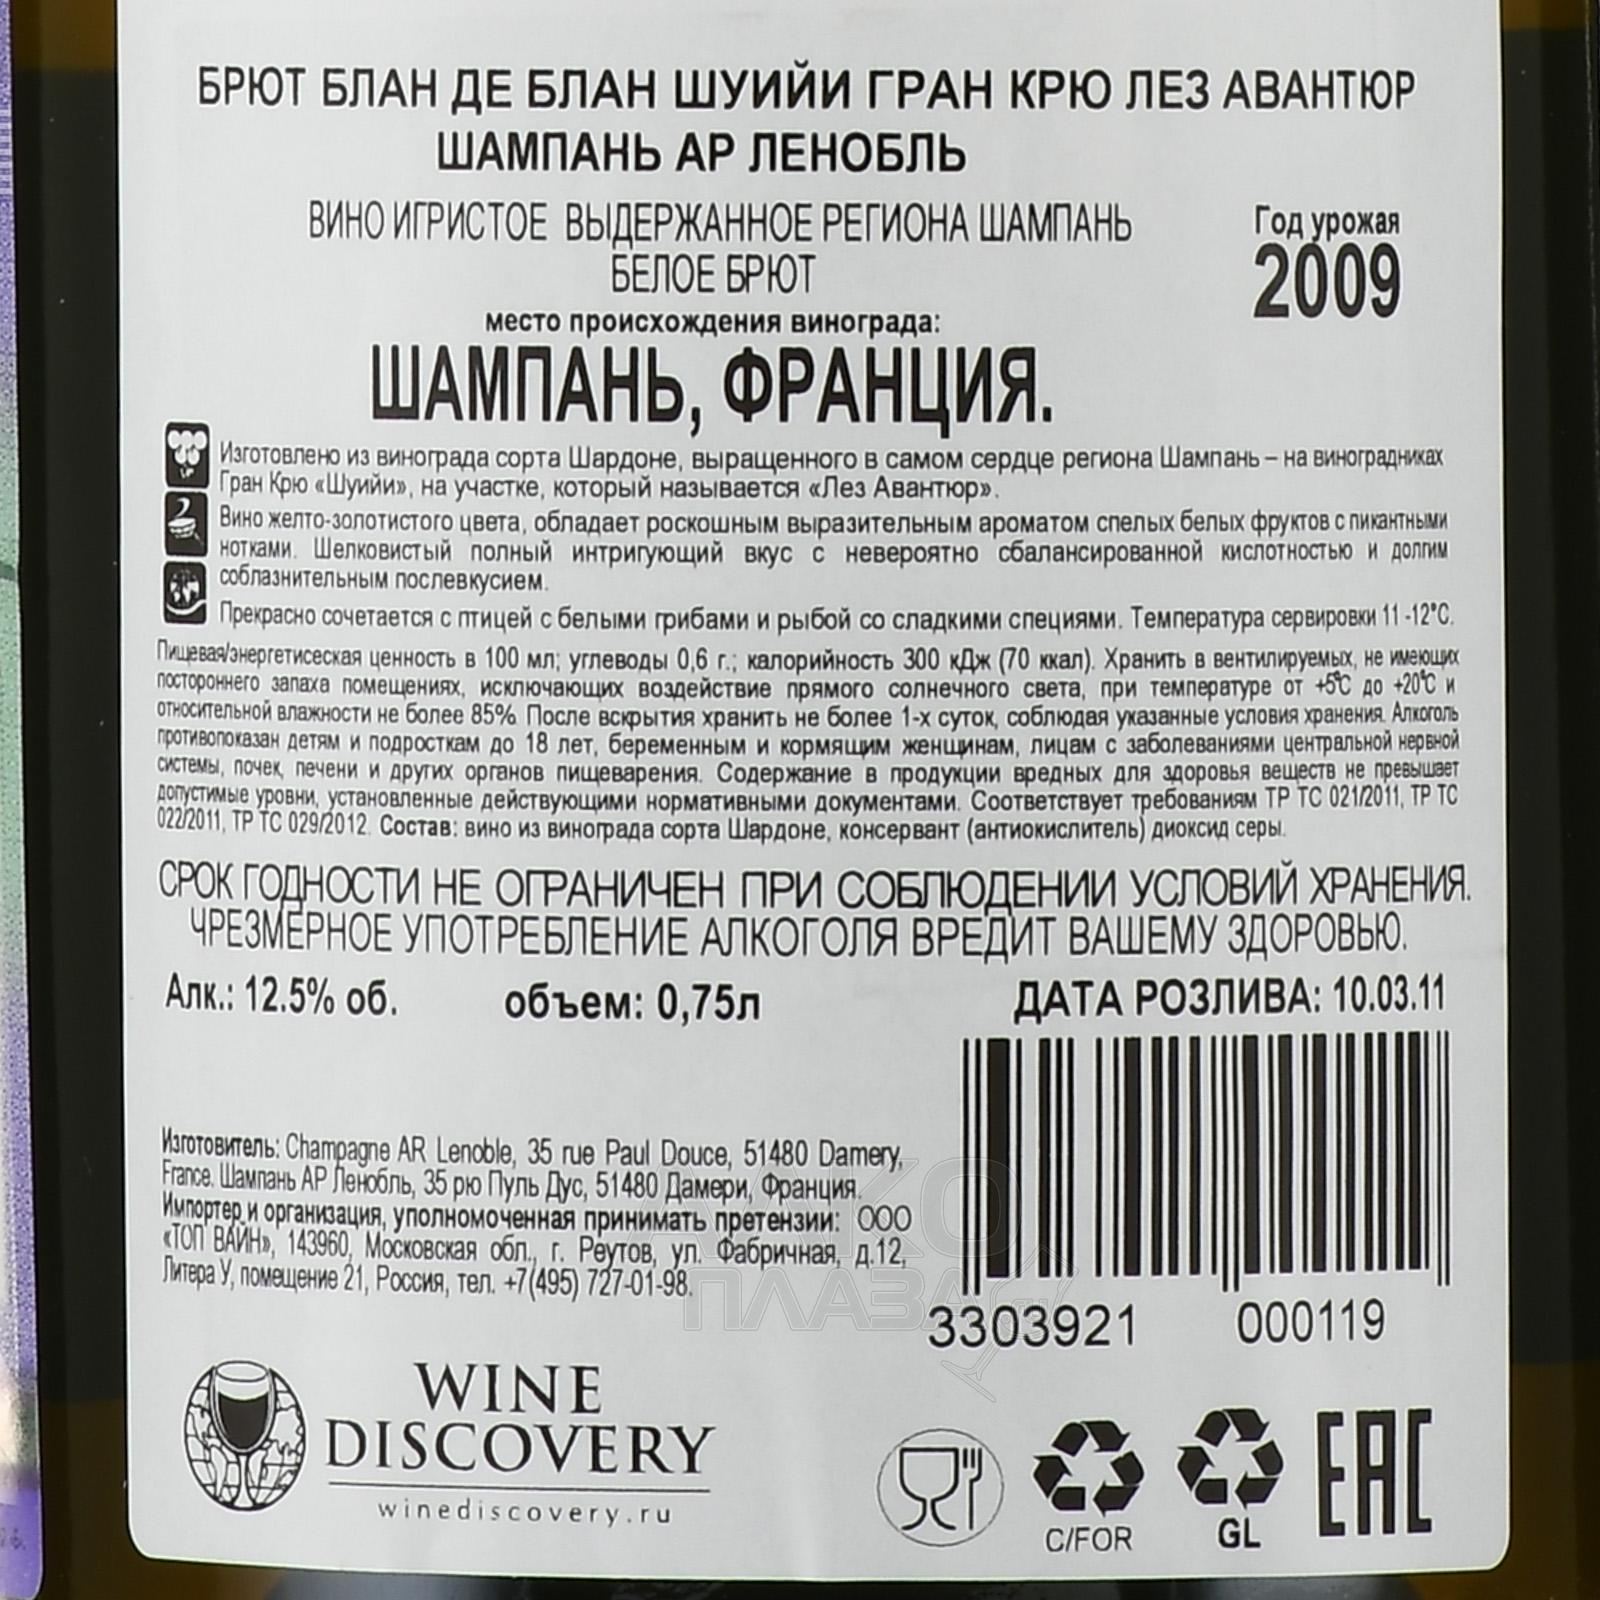 БРЮТ БЛАН ДЕ БЛАН ШУИЙИ ГРАН КРЮ ЛЕЗ АВАНТЮР
ШАМПАНЬ АР ЛЕНОБЛЬ
ВИНО ИГРИСТОЕ ВЫДЕРЖАННОЕ РЕГИОНА ШАМПАНЬ
БЕЛОЕ БРЮТ
Год урожая
2009
место происхождения винограда:
ШАМПАНЬ, ФРАНЦИЯ.
Изготовлено из винограда сорта Шардоне, выращенного в самом сердце региона Шампань – на виноградниках
Гран Крю «Шуийи», на участке, который называется «Лез Авантюр».
Вино желто-золотистого цвета, обладает роскошным выразительным ароматом спелых белых фруктов с пикантными
нотками. Шелковистый полный интригующий вкус с невероятно сбалансированной кислотностью и долгим
соблазнительным послевкусием.
Прекрасно сочетается с птицей с белыми грибами и рыбой со сладкими специями. Температура сервировки 11 -12°С.
Пищевая/энергетисеская ценность в 100 мл; углеводы 0,6 г.; калорийность 300 кДж (70 ккал). Хранить в вентилируемых, не имеющих
постороннего запаха помещениях, исключающих воздействие прямого солнечного света, при температуре от +5°С до +20°С и
относительной влажности не более 85%. После вскрытия хранить не более 1-х суток, соблюдая указанные условия хранения. Алкоголь
противопоказан детям и подросткам до 18 лет, беременным и кормящим женщинам, лицам с заболеваниями центральной нервной
системы, почек, печени и других органов пищеварения. Содержание в продукции вредных для здоровья веществ не превышает
допустимые уровни, установленные действующими нормативными документами. Соответствует требованиям ТР ТС 021/2011, ТР ТС
022/2011, ТР ТС 029/2012. Состав: вино из винограда сорта Шардоне, консервант (антиокислитель) диоксид серы.
СРОК ГОДНОСТИ НЕ ОГРАНИЧЕН ПРИ СОБЛЮДЕНИИ УСЛОВИЙ ХРАНЕНИЯ.
ЧРЕЗМЕРНОЕ УПОТРЕБЛЕНИЕ АЛКОГОЛЯ ВРЕДИТ ВАШЕМУ ЗДОРОВЬЮ.
Алк.: 12.5% об. объем: 0,75л ДАТА РОЗЛИВА: 10.03.11
Изготовитель: Champagne AR Lenoble, 35 rue Paul Douce, 51480 Damery,
France. Шампань АР Ленобль, 35 рю Пуль Дус, 51480 Дамери, Франция.
Импортер и организация, уполномоченная принимать претензии: ООО
«ТОП ВАЙН», 143960, Московская обл., г. Реутов, ул. Фабричная, д.12,
Литера У, помещение 21, Россия, тел. +7(495) 727-01-98.
АЛКО
ПЛАЗА
3303921 000119
WINE
DISCOVERY
winediscovery.ru
C/FOR
GL
EAC